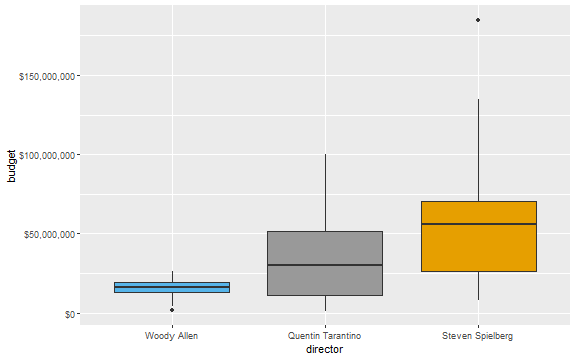 budget
$150,000,000
$100,000,000
$50,000,000
$0
Woody Allen
Quentin Tarantino
Steven Spielberg
director